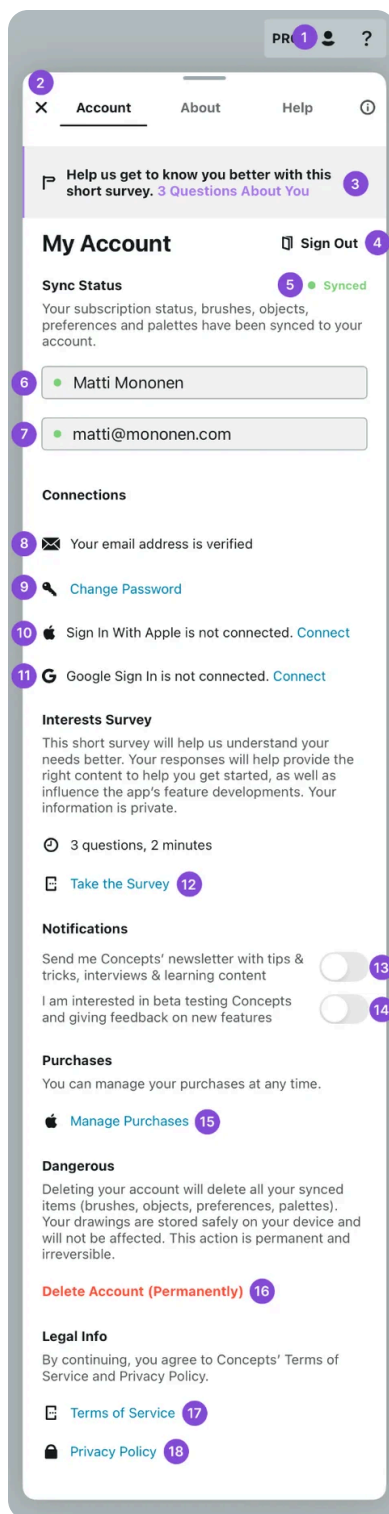 PR
1
?
2
Account About Help
Help us get to know you better with this
short survey. 3 Questions About You
3
My Account
Sign Out
4
Sync Status
5
Synced
Your subscription status, brushes, objects,
preferences and palettes have been synced to your
account.
6
Matti Mononen
7
matti@mononen.com
Connections
8
Your email address is verified
9
Change Password
10
Sign In With Apple is not connected. Connect
11
Google Sign In is not connected. Connect
Interests Survey
This short survey will help us understand your
needs better. Your responses will help provide the
right content to help you get started, as well as
influence the app's feature developments. Your
information is private.
3 questions, 2 minutes
Take the Survey
12
Notifications
Send me Concepts' newsletter with tips &
tricks, interviews & learning content
13
I am interested in beta testing Concepts
and giving feedback on new features
14
Purchases
You can manage your purchases at any time.
Manage Purchases
15
Dangerous
Deleting your account will delete all your synced
items (brushes, objects, preferences, palettes).
Your drawings are stored safely on your device and
will not be affected. This action is permanent and
irreversible.
Delete Account (Permanently)
16
Legal Info
By continuing, you agree to Concepts' Terms of
Service and Privacy Policy.
Terms of Service
17
Privacy Policy
18